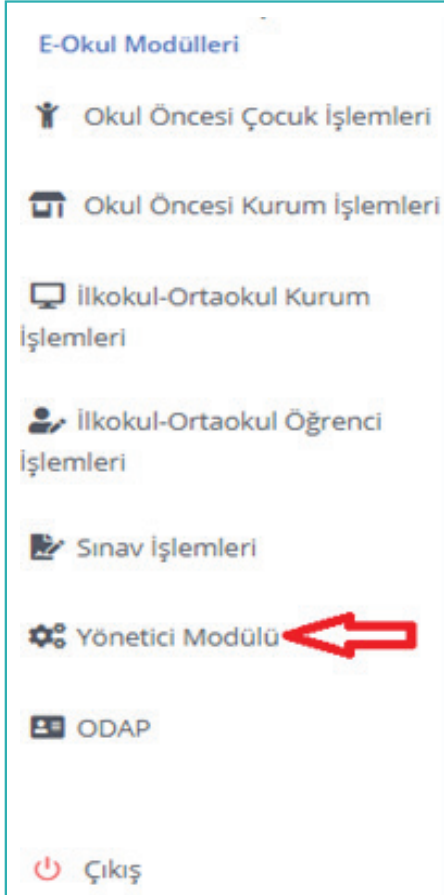 E-Okul Modülleri
Okul Öncesi Çocuk İşlemleri
Okul Öncesi Kurum İşlemleri
İlkokul-Ortaokul Kurum
İşlemleri
İlkokul-Ortaokul Öğrenci
İşlemleri
Sınav İşlemleri
Yönetici Modülü
ODAP
Çıkış